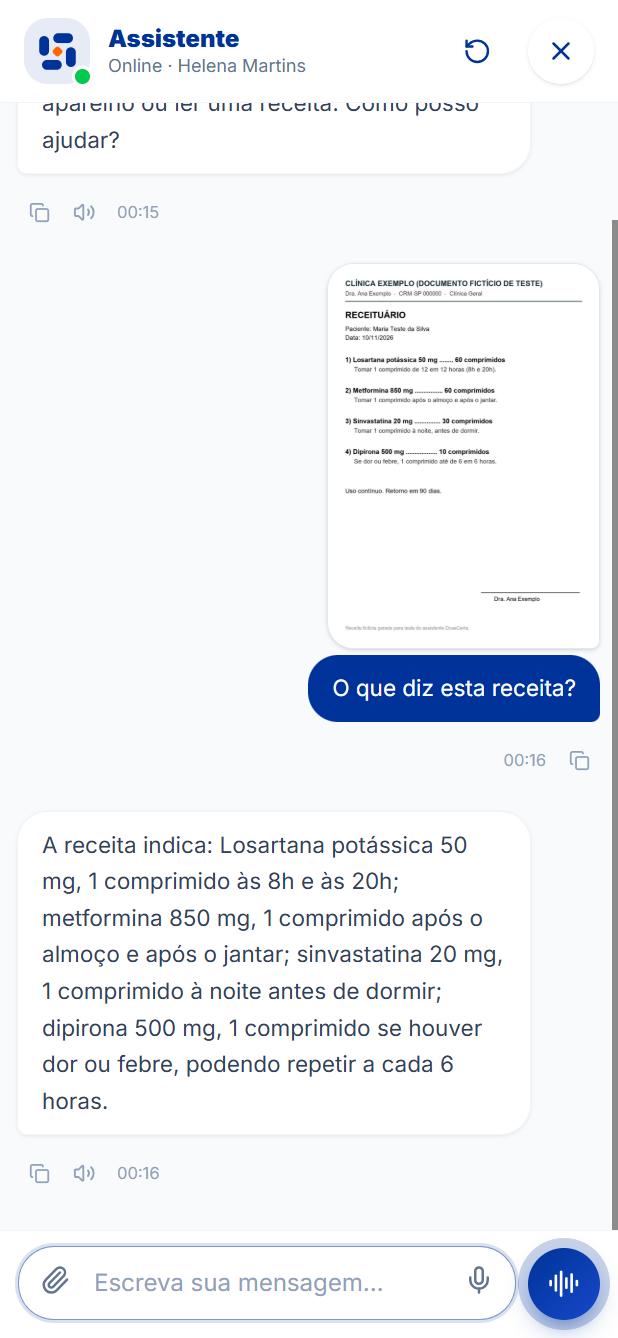 Assistente
Online · Helena Martins
aparelho ou ler uma receita. Como posso
ajudar?
00:15
CLÍNICA EXEMPLO (DOCUMENTO FICTÍCIO DE TESTE)
Dra. Ana Exemplo · CRM-SP 000000 · Clínica Geral
RECEITUÁRIO
Paciente: Maria Teste da Silva
Data: 10/11/2026
1) Losartana potássica 50 mg ....... 60 comprimidos
Tomar 1 comprimido de 12 em 12 horas (8h e 20h).
2) Metformina 850 mg .............. 60 comprimidos
Tomar 1 comprimido após o almoço e após o jantar.
3) Sinvastatina 20 mg ............. 30 comprimidos
Tomar 1 comprimido à noite, antes de dormir.
4) Dipirona 500 mg ................ 10 comprimidos
Se dor ou febre, 1 comprimido até de 6 em 6 horas.
Uso contínuo. Retorno em 90 dias.
Dra. Ana Exemplo
Receita fictícia gerada para teste do assistente DoseCerta.
O que diz esta receita?
00:16
A receita indica: Losartana potássica 50
mg, 1 comprimido às 8h e às 20h;
metformina 850 mg, 1 comprimido após o
almoço e após o jantar; sinvastatina 20 mg,
1 comprimido à noite antes de dormir;
dipirona 500 mg, 1 comprimido se houver
dor ou febre, podendo repetir a cada 6
horas.
00:16
Escreva sua mensagem...